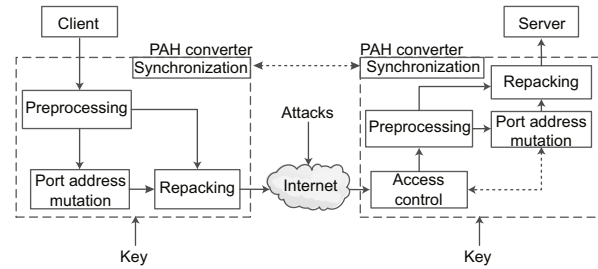 Client
Server
PAH converter
Synchronization
PAH converter
Synchronization
Repacking
Preprocessing
Attacks
Preprocessing
Port address
mutation
Port address
mutation
Repacking
Internet
Access
control
Key
Key